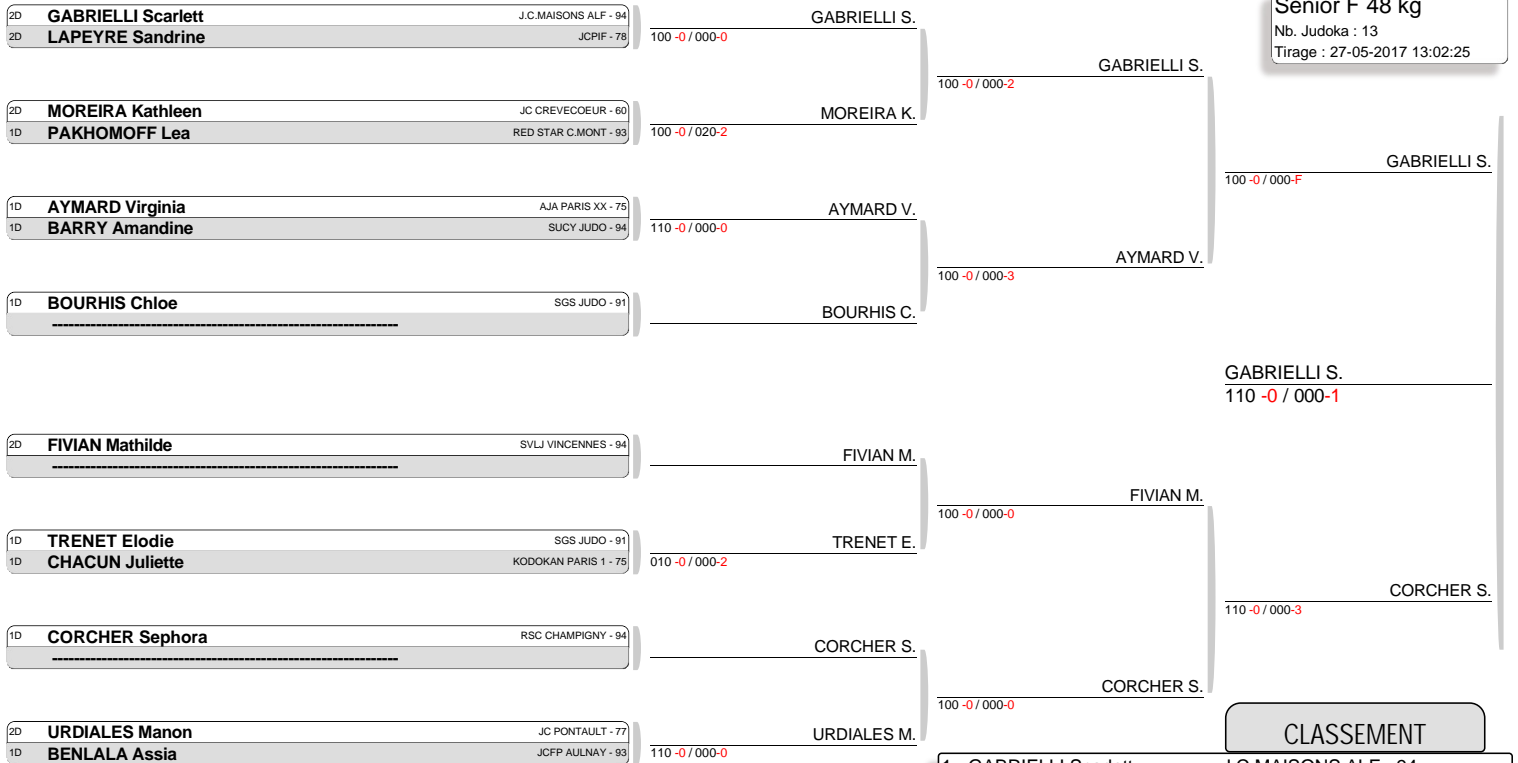 Senior F 48 kg
Nb. Judoka : 13
Tirage : 27-05-2017 13:02:25
2D GABRIELLI Scarlett J.C.MAISONS ALF - 94
2D LAPEYRE Sandrine JCPIF - 78
2D MOREIRA Kathleen JC CREVECOEUR - 60
1D PAKHOMOFF Lea RED STAR C.MONT - 93
1D AYMARD Virginia AJA PARIS XX - 75
1D BARRY Amandine SUCY JUDO - 94
1D BOURHIS Chloe SGS JUDO - 91
----------------------------------------------------------------
2D FIVIAN Mathilde SVLJ VINCENNES - 94
----------------------------------------------------------------
1D TRENET Elodie SGS JUDO - 91
1D CHACUN Juliette KODOKAN PARIS 1 - 75
1D CORCHER Sephora RSC CHAMPIGNY - 94
----------------------------------------------------------------
2D URDIALES Manon JC PONTAULT - 77
1D BENLALA Assia JCFP AULNAY - 93
GABRIELLI S.
100 -0 / 000-0
MOREIRA K.
100 -0 / 020-2
AYMARD V.
110 -0 / 000-0
BOURHIS C.
FIVIAN M.
TRENET E.
010 -0 / 000-2
CORCHER S.
URDIALES M.
110 -0 / 000-0
GABRIELLI S.
100 -0 / 000-2
AYMARD V.
100 -0 / 000-3
FIVIAN M.
100 -0 / 000-0
CORCHER S.
100 -0 / 000-0
GABRIELLI S.
100 -0 / 000-F
CORCHER S.
110 -0 / 000-3
GABRIELLI S.
110 -0 / 000-1
CLASSEMENT
1 GABRIELLI Scarlett J.C.MAISONS ALF - 94